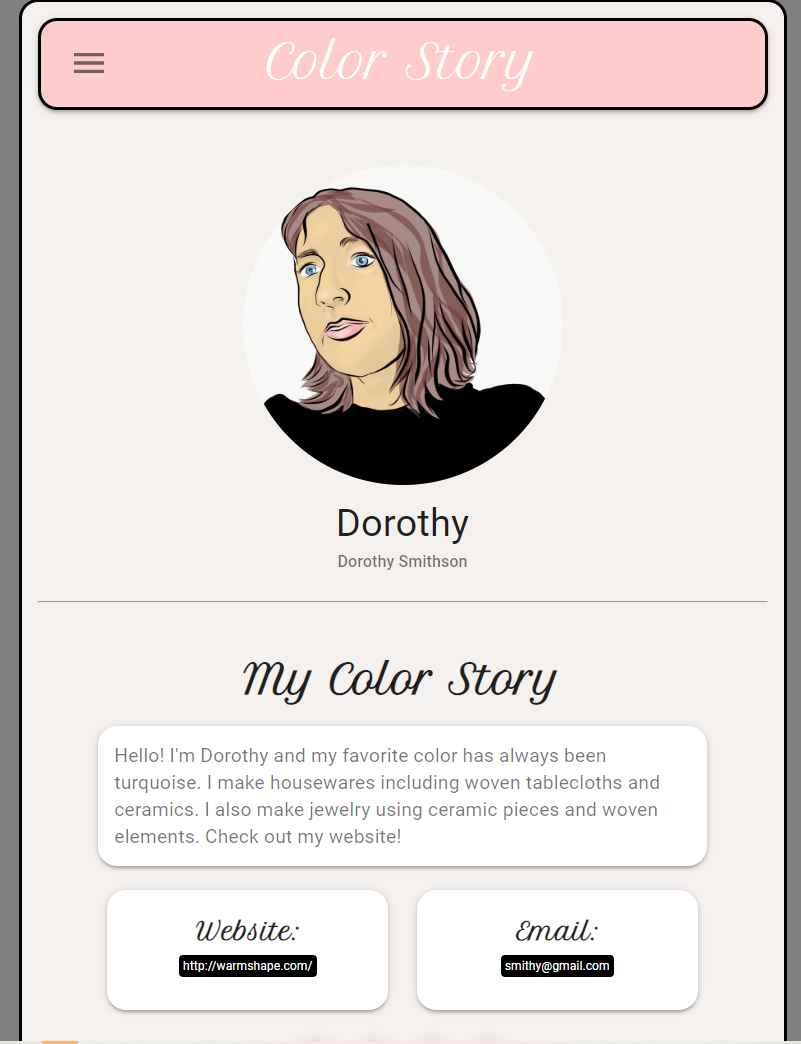 Color Story
Dorothy
Dorothy Smithson
My Color Story
Hello! I'm Dorothy and my favorite color has always been
turquoise. I make housewares including woven tablecloths and
ceramics. I also make jewelry using ceramic pieces and woven
elements. Check out my website!
Website:
http://warmshape.com/
Email:
smithy@gmail.com